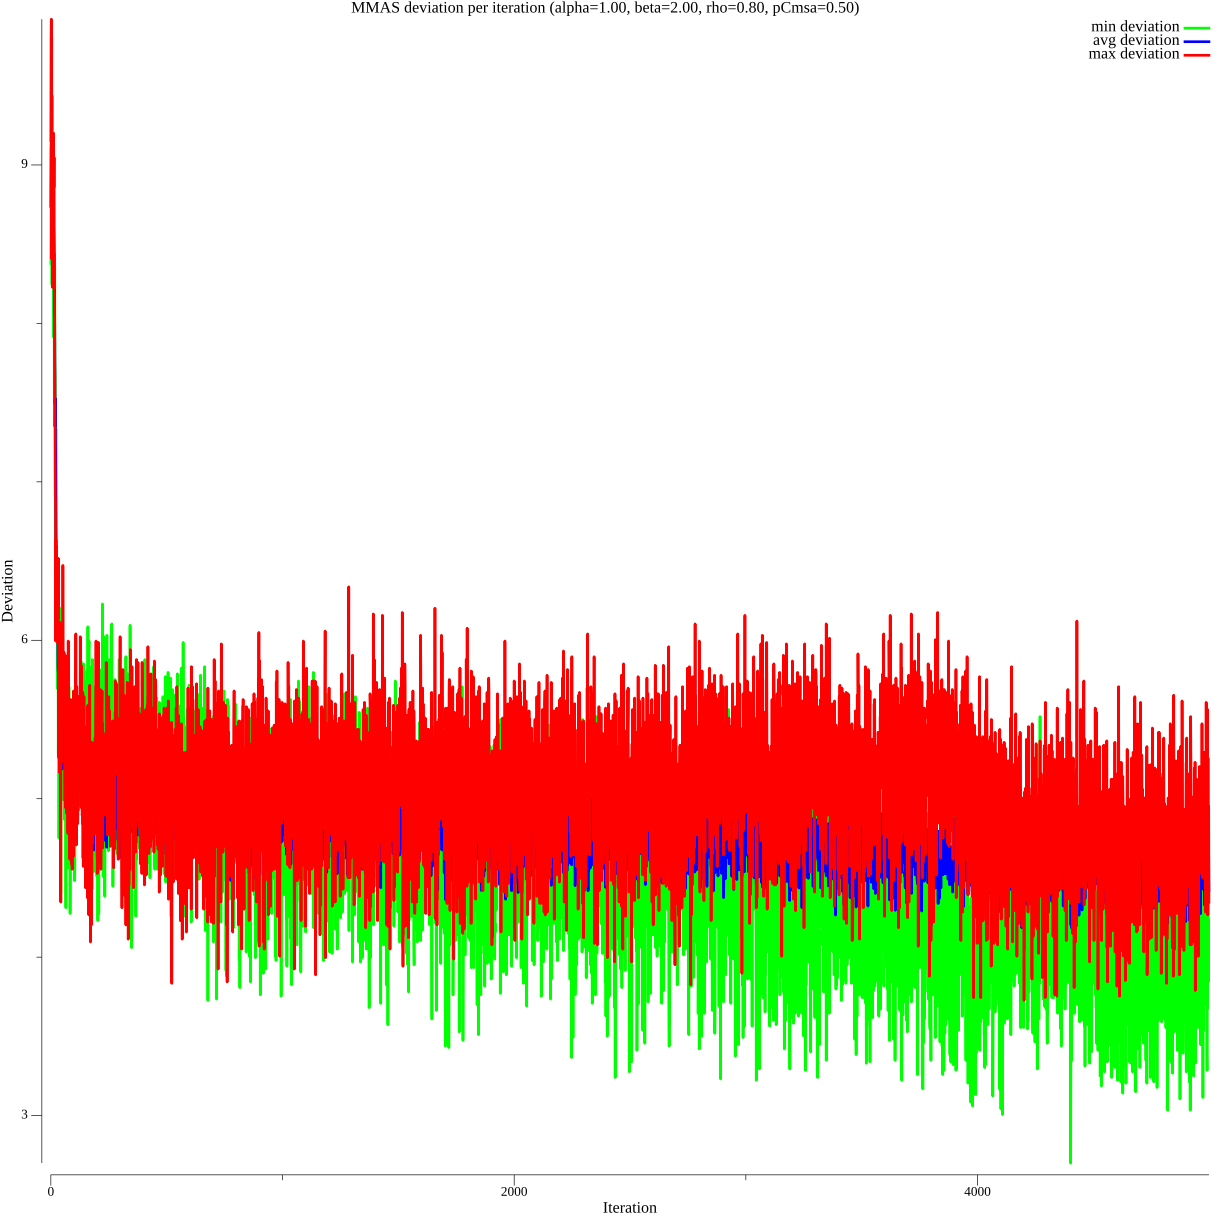 MMAS deviation per iteration (alpha=1.00, beta=2.00, rho=0.80, pCmsa=0.50)
min deviation
avg deviation
max deviation
9
6
3
Deviation
0
2000
4000
Iteration